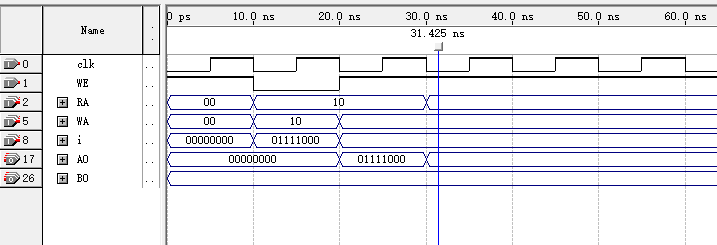 Name
0 ps 10.0 ns 20.0 ns 30.0 ns 40.0 ns 50.0 ns 60.0 ns
31.425 ns
0 clk ..
1 WE ..
2 RA .. 00 10
5 WA .. 00 10
8 i .. 00000000 01111000
17 AO .. 00000000 01111000
26 BO ..